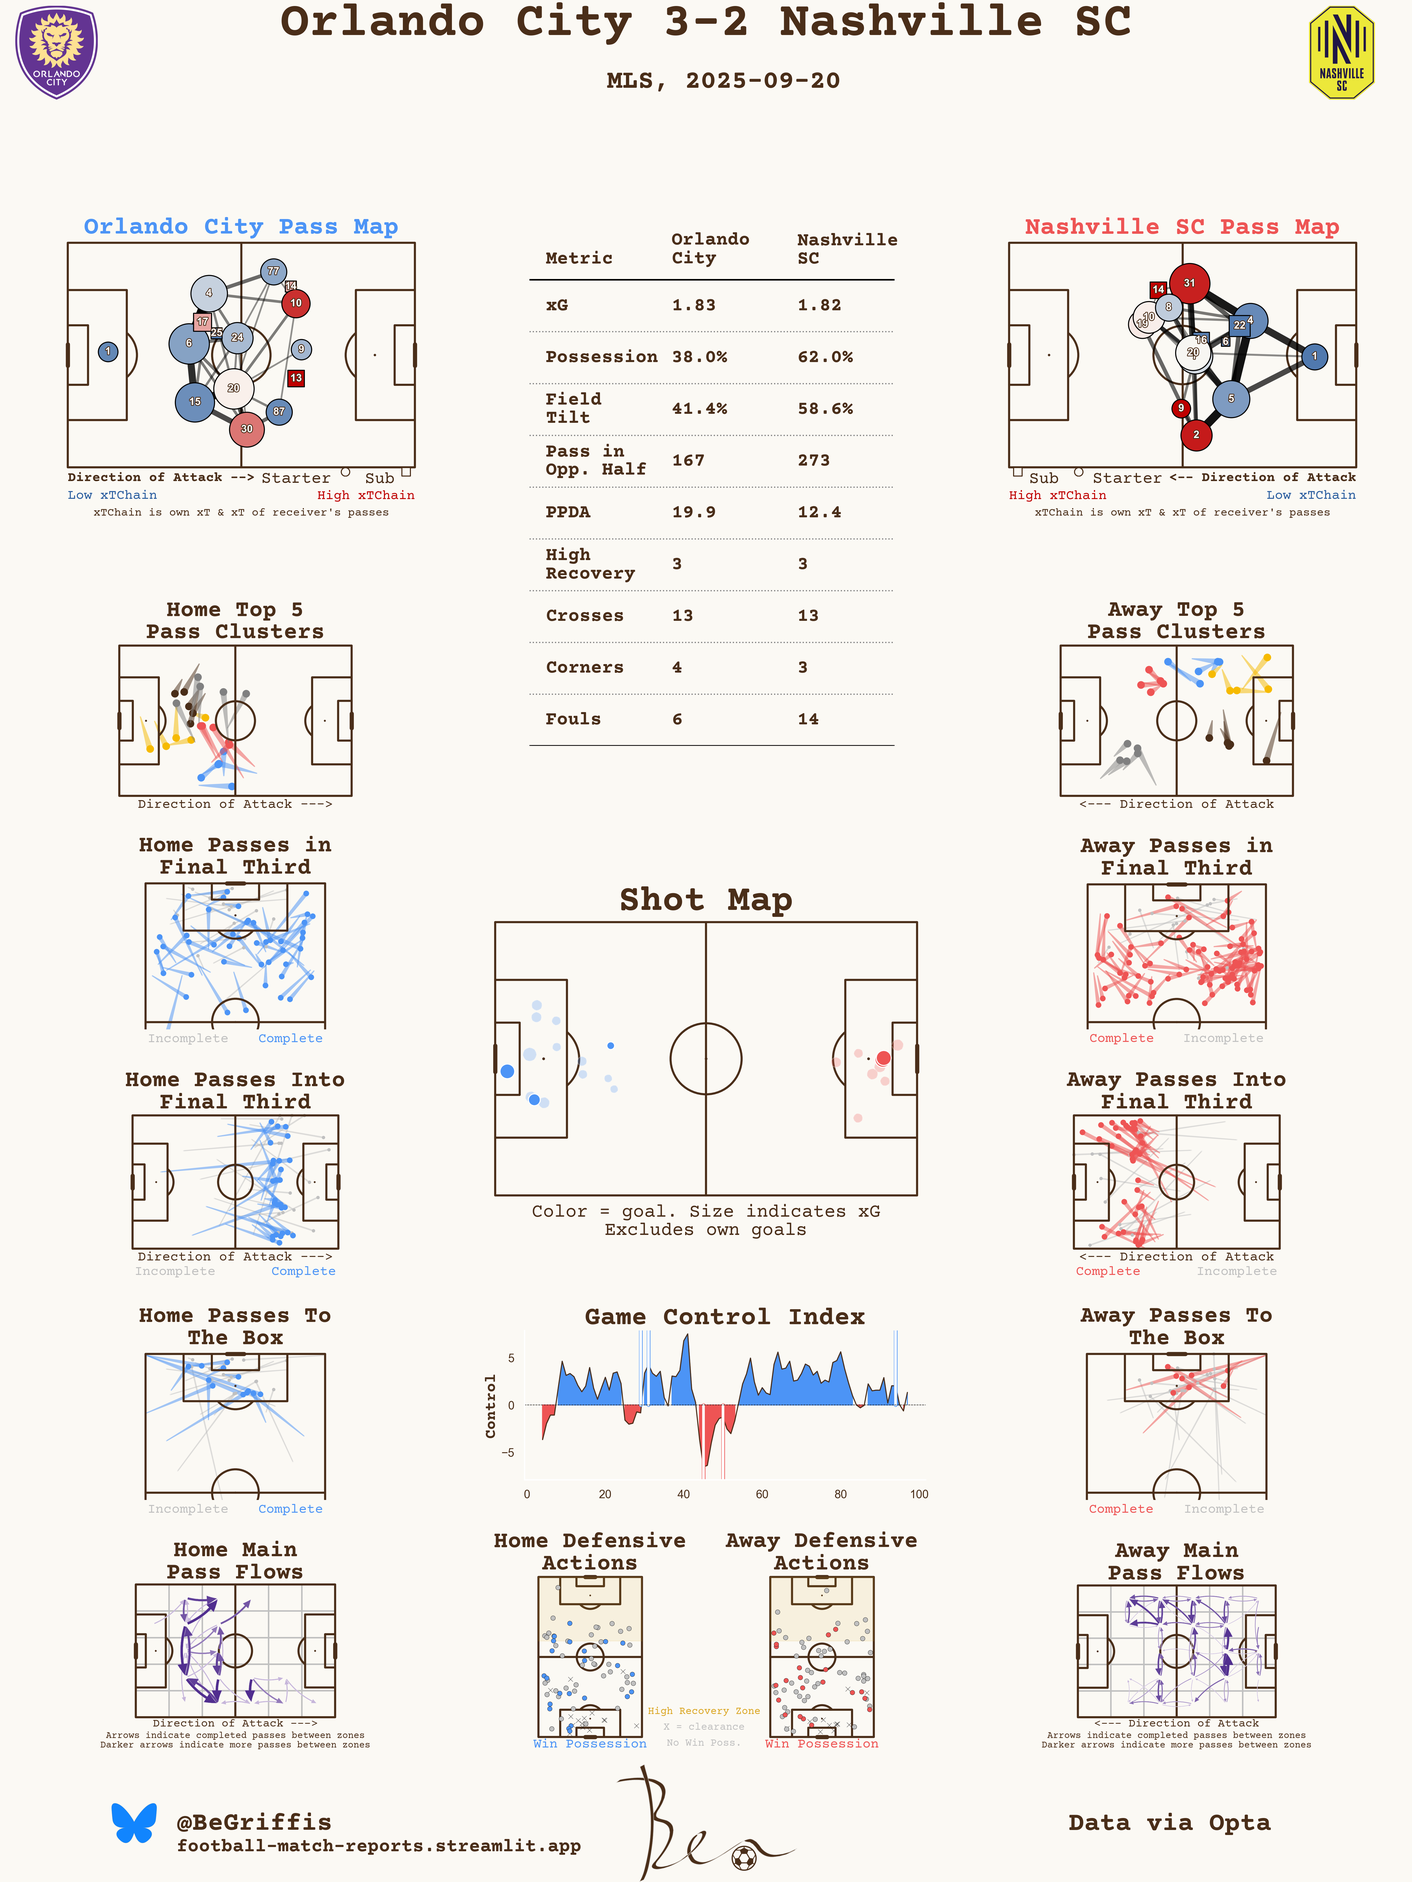 Orlando City 3-2 Nashville SC
MLS, 2025-09-20
ORLANDO
CITY
NASHVILLE
SC
Orlando City Pass Map
77
4
14
10
17
25
24
6
9
1
13
20
15
87
30
Direction of Attack --> Starter Sub
Low xTChain High xTChain
xTChain is own xT & xT of receiver's passes
Metric Orlando City Nashville SC
xG 1.83 1.82
Possession 38.0% 62.0%
Field Tilt 41.4% 58.6%
Pass in Opp. Half 167 273
PPDA 19.9 12.4
High Recovery 3 3
Crosses 13 13
Corners 4 3
Fouls 6 14
Nashville SC Pass Map
31
14
8
10
19
4
22
16
6
20
1
5
9
2
Sub Starter <-- Direction of Attack
High xTChain Low xTChain
xTChain is own xT & xT of receiver's passes
Home Top 5
Pass Clusters
Direction of Attack --->
Away Top 5
Pass Clusters
<--- Direction of Attack
Home Passes in
Final Third
Incomplete Complete
Away Passes in
Final Third
Complete Incomplete
Shot Map
Color = goal. Size indicates xG
Excludes own goals
Home Passes Into
Final Third
Direction of Attack --->
Incomplete Complete
Away Passes Into
Final Third
<--- Direction of Attack
Complete Incomplete
Home Passes To
The Box
Incomplete Complete
Game Control Index
Control
5
0
−5
0 20 40 60 80 100
Away Passes To
The Box
Complete Incomplete
Home Main
Pass Flows
Direction of Attack --->
Arrows indicate completed passes between zones
Darker arrows indicate more passes between zones
Home Defensive
Actions
Win Possession
High Recovery Zone
X = clearance
No Win Poss.
Away Defensive
Actions
Win Possession
Away Main
Pass Flows
<--- Direction of Attack
Arrows indicate completed passes between zones
Darker arrows indicate more passes between zones
@BeGriffis
football-match-reports.streamlit.app
Ben
Data via Opta